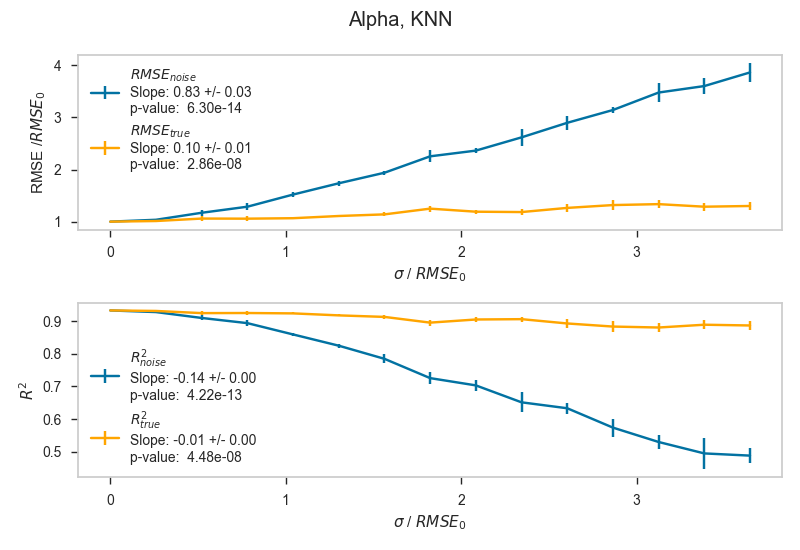 Alpha, KNN
RMSE /RMSE₀
4
3
2
1
RMSE_noise
Slope: 0.83 +/- 0.03
p-value: 6.30e-14
RMSE_true
Slope: 0.10 +/- 0.01
p-value: 2.86e-08
0 1 2 3
σ / RMSE₀
R²
0.9
0.8
0.7
0.6
0.5
R²_noise
Slope: -0.14 +/- 0.00
p-value: 4.22e-13
R²_true
Slope: -0.01 +/- 0.00
p-value: 4.48e-08
0 1 2 3
σ / RMSE₀